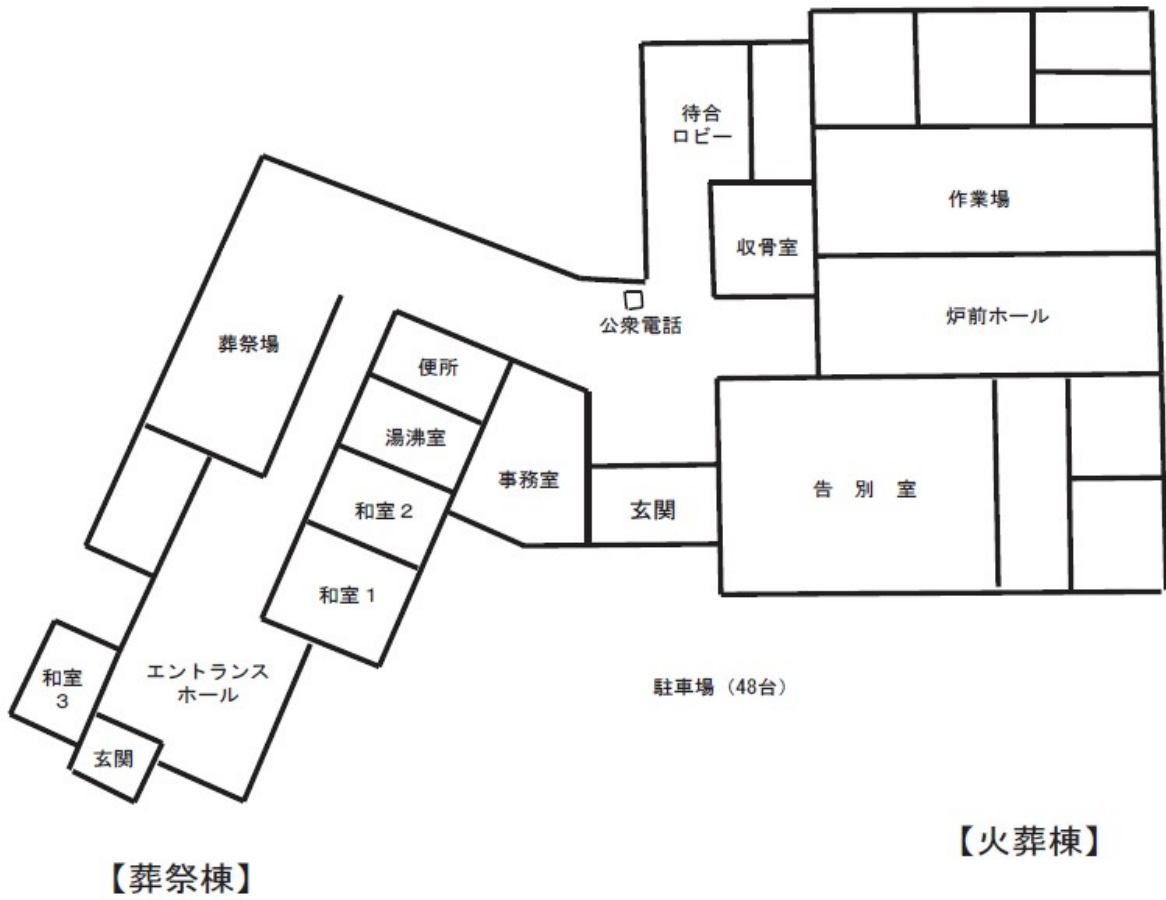 待合
ロビー
作業場
収骨室
炉前ホール
公衆電話
葬祭場
便所
湯沸室
事務室
告　別　室
和室２
玄関
和室１
エントランス
ホール
和室
３
駐車場（48台）
玄関
【火葬棟】
【葬祭棟】